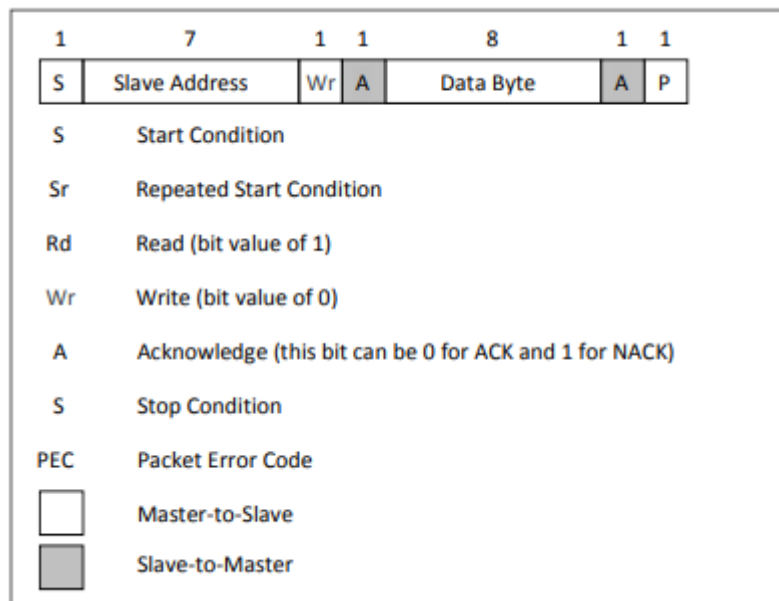 1 7 1 1 8 1 1
S Slave Address Wr A Data Byte A P
S Start Condition
Sr Repeated Start Condition
Rd Read (bit value of 1)
Wr Write (bit value of 0)
A Acknowledge (this bit can be 0 for ACK and 1 for NACK)
S Stop Condition
PEC Packet Error Code
Master-to-Slave
Slave-to-Master